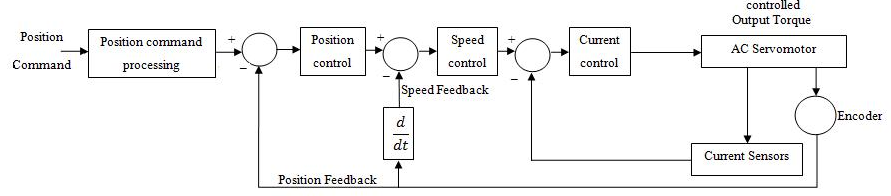 controlled
Output Torque
Position
Command
Position command
processing
+
−
Position
control
+
−
Speed
control
+
−
Current
control
AC Servomotor
Speed Feedback
d
dt
Encoder
Current Sensors
Position Feedback